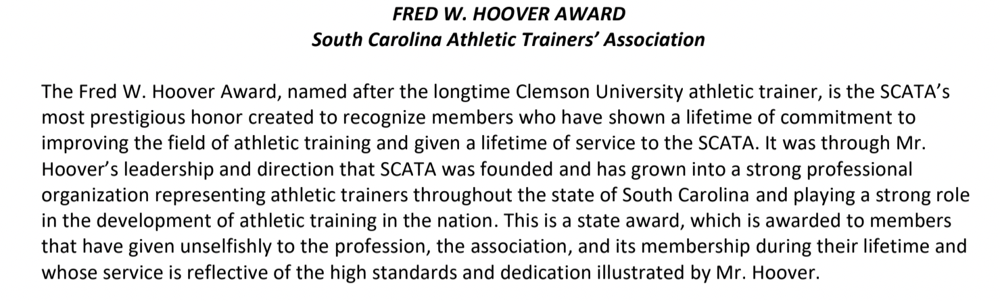 FRED W. HOOVER AWARD
South Carolina Athletic Trainers’ Association
The Fred W. Hoover Award, named after the longtime Clemson University athletic trainer, is the SCATA’s
most prestigious honor created to recognize members who have shown a lifetime of commitment to
improving the field of athletic training and given a lifetime of service to the SCATA. It was through Mr.
Hoover’s leadership and direction that SCATA was founded and has grown into a strong professional
organization representing athletic trainers throughout the state of South Carolina and playing a strong role
in the development of athletic training in the nation. This is a state award, which is awarded to members
that have given unselfishly to the profession, the association, and its membership during their lifetime and
whose service is reflective of the high standards and dedication illustrated by Mr. Hoover.